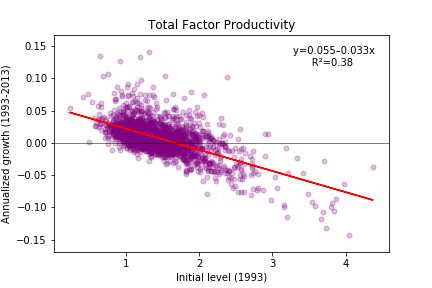 Total Factor Productivity
y=0.055–0.033x
R²=0.38
Annualized growth (1993-2013)
0.15
0.10
0.05
0.00
−0.05
−0.10
−0.15
1 2 3 4
Initial level (1993)